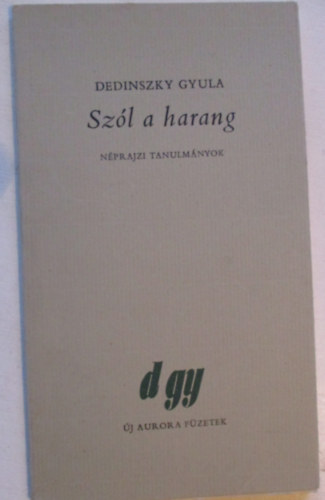 DEDINSZKY GYULA
Szól a harang
NÉPRAJZI TANULMÁNYOK
d gy
ÚJ AURORA FÜZETEK